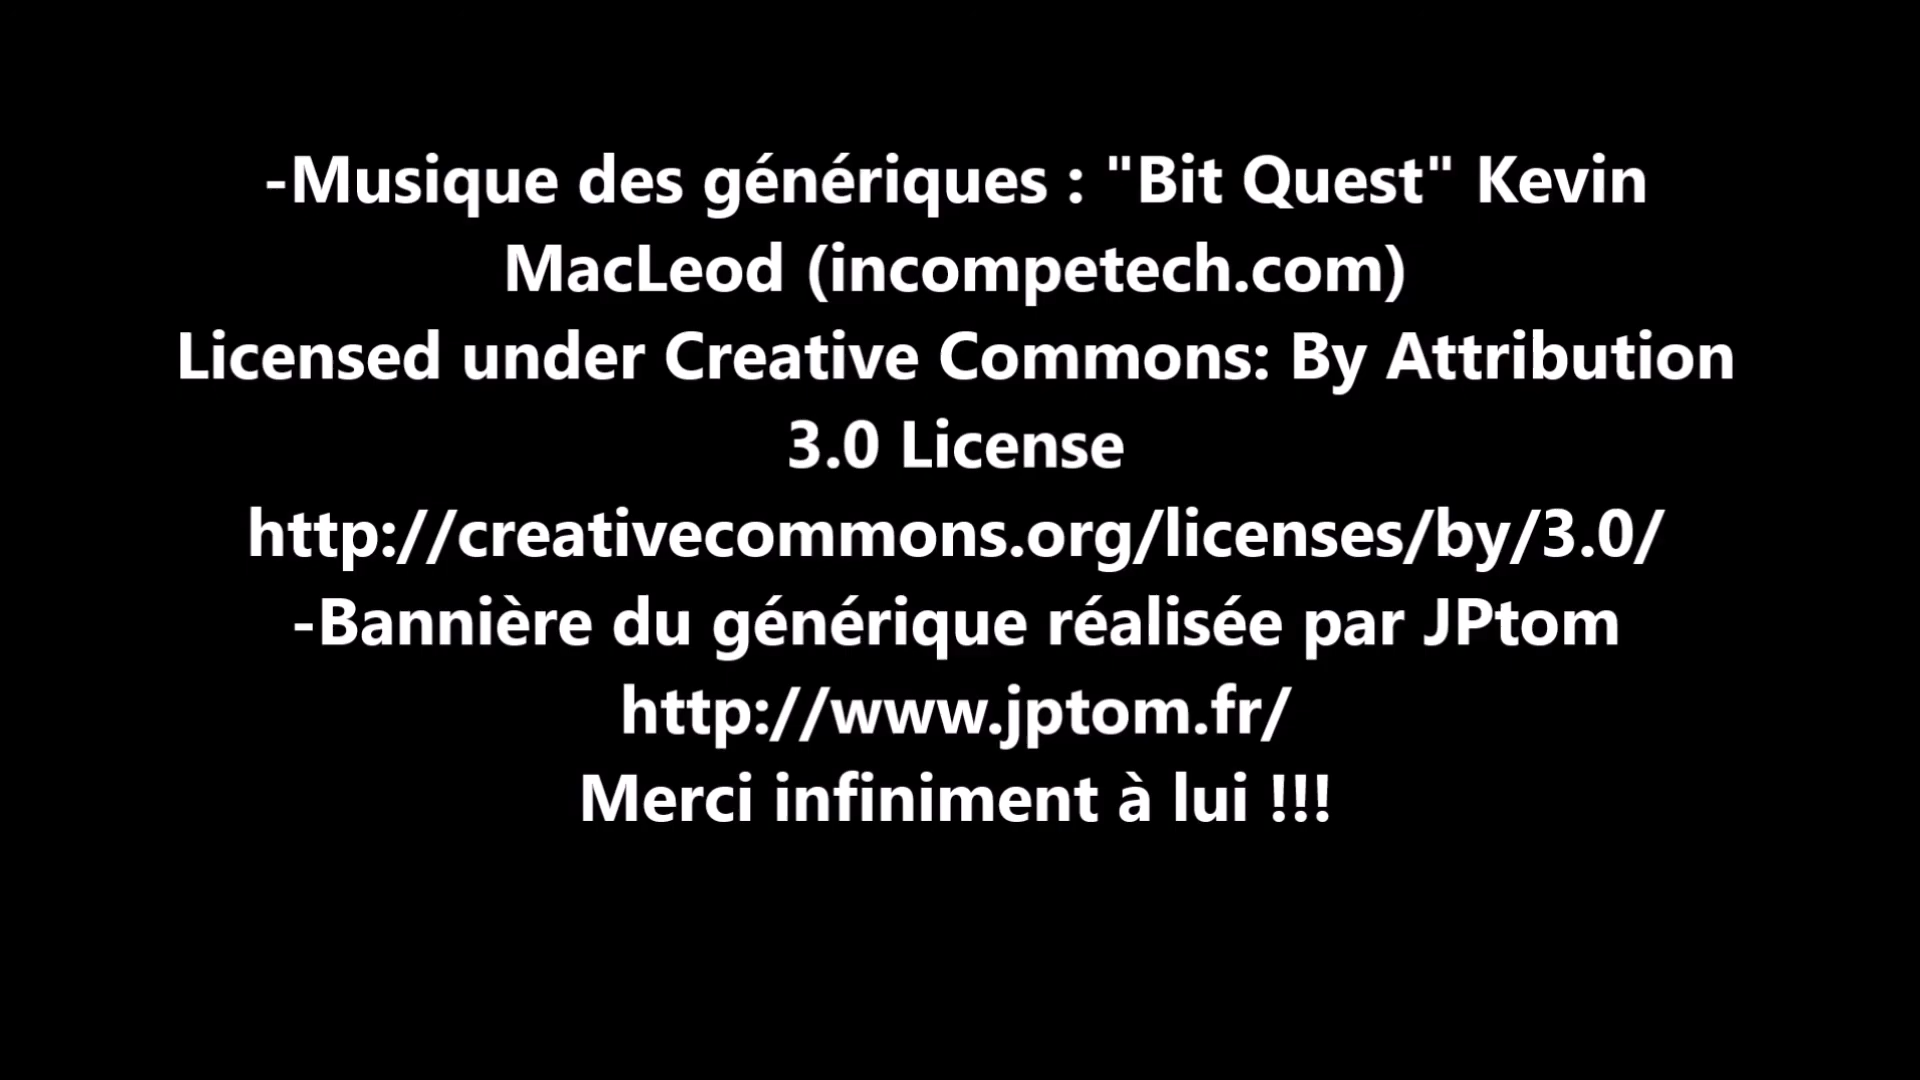 -Musique des génériques : "Bit Quest" Kevin
MacLeod (incompetech.com)
Licensed under Creative Commons: By Attribution
3.0 License
http://creativecommons.org/licenses/by/3.0/
-Bannière du générique réalisée par JPtom
http://www.jptom.fr/
Merci infiniment à lui !!!